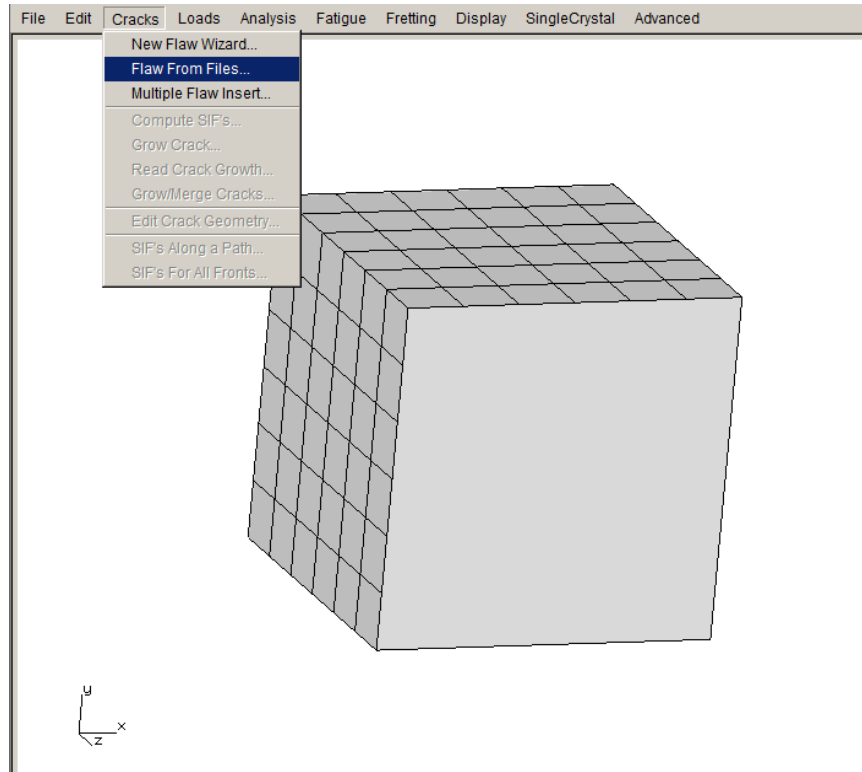 File Edit Cracks Loads Analysis Fatigue Fretting Display SingleCrystal Advanced
New Flaw Wizard...
Flaw From Files...
Multiple Flaw Insert...
Compute SIF's...
Grow Crack...
Read Crack Growth...
Grow/Merge Cracks...
Edit Crack Geometry...
SIF's Along a Path...
SIF's For All Fronts...
y
x
z